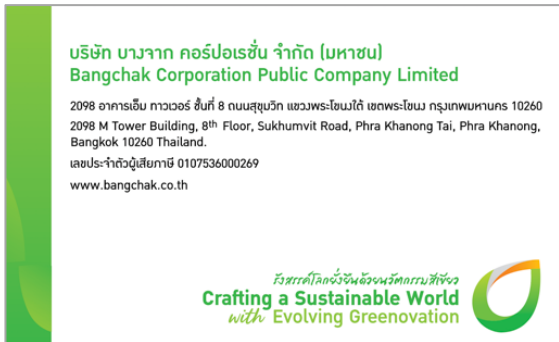 บริษัท บางจาก คอร์ปอเรชั่น จำกัด (มหาชน)
Bangchak Corporation Public Company Limited
2098 อาคารเอ็ม ทาวเวอร์ ชั้นที่ 8 ถนนสุขุมวิท แขวงพระโขนงใต้ เขตพระโขนง กรุงเทพมหานคร 10260
2098 M Tower Building, 8th Floor, Sukhumvit Road, Phra Khanong Tai, Phra Khanong,
Bangkok 10260 Thailand.
เลขประจำตัวผู้เสียภาษี 0107536000269
www.bangchak.co.th
รังสรรค์โลกยั่งยืนด้วยนวัตกรรมสีเขียว
Crafting a Sustainable World
with Evolving Greenovation